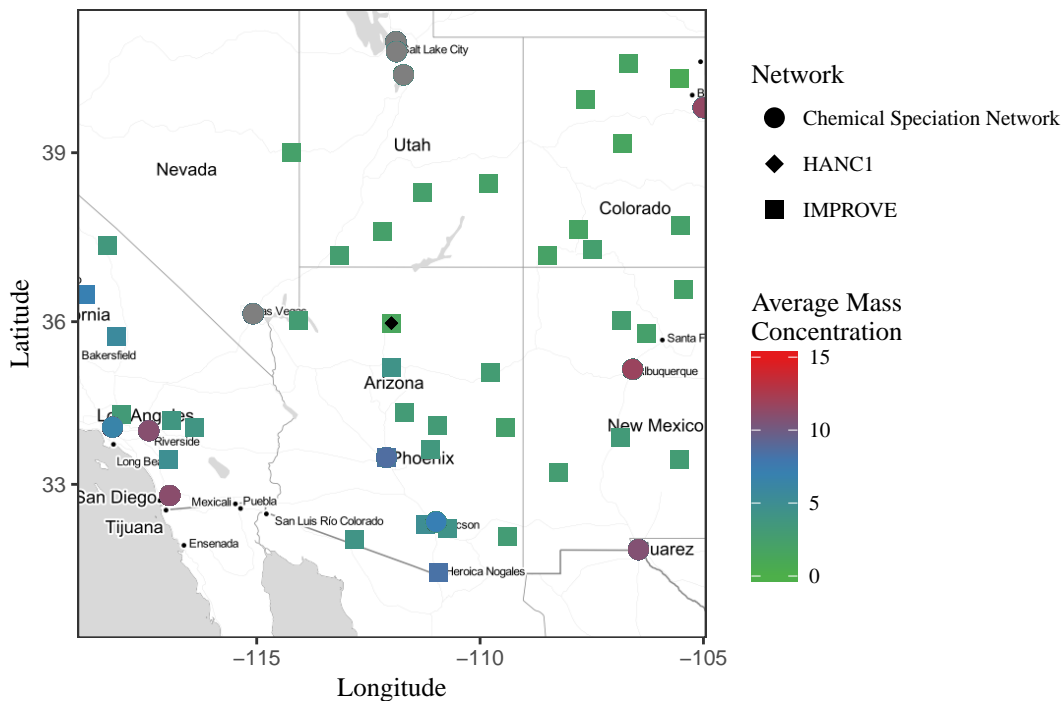 Salt Lake City
Utah
Nevada
Colorado
as Vegas
ornia
Bakersfield
Santa F
Albuquerque
Arizona
Los Angeles
Riverside
Long Bea
New Mexico
Phoenix
San Diego
Tijuana
Mexicali
Puebla
San Luis Río Colorado
Ensenada
cson
Heroica Nogales
uarez
39
36
33
−115
−110
−105
Latitude
Longitude
Network
Chemical Speciation Network
HANC1
IMPROVE
Average Mass
Concentration
15
10
5
0